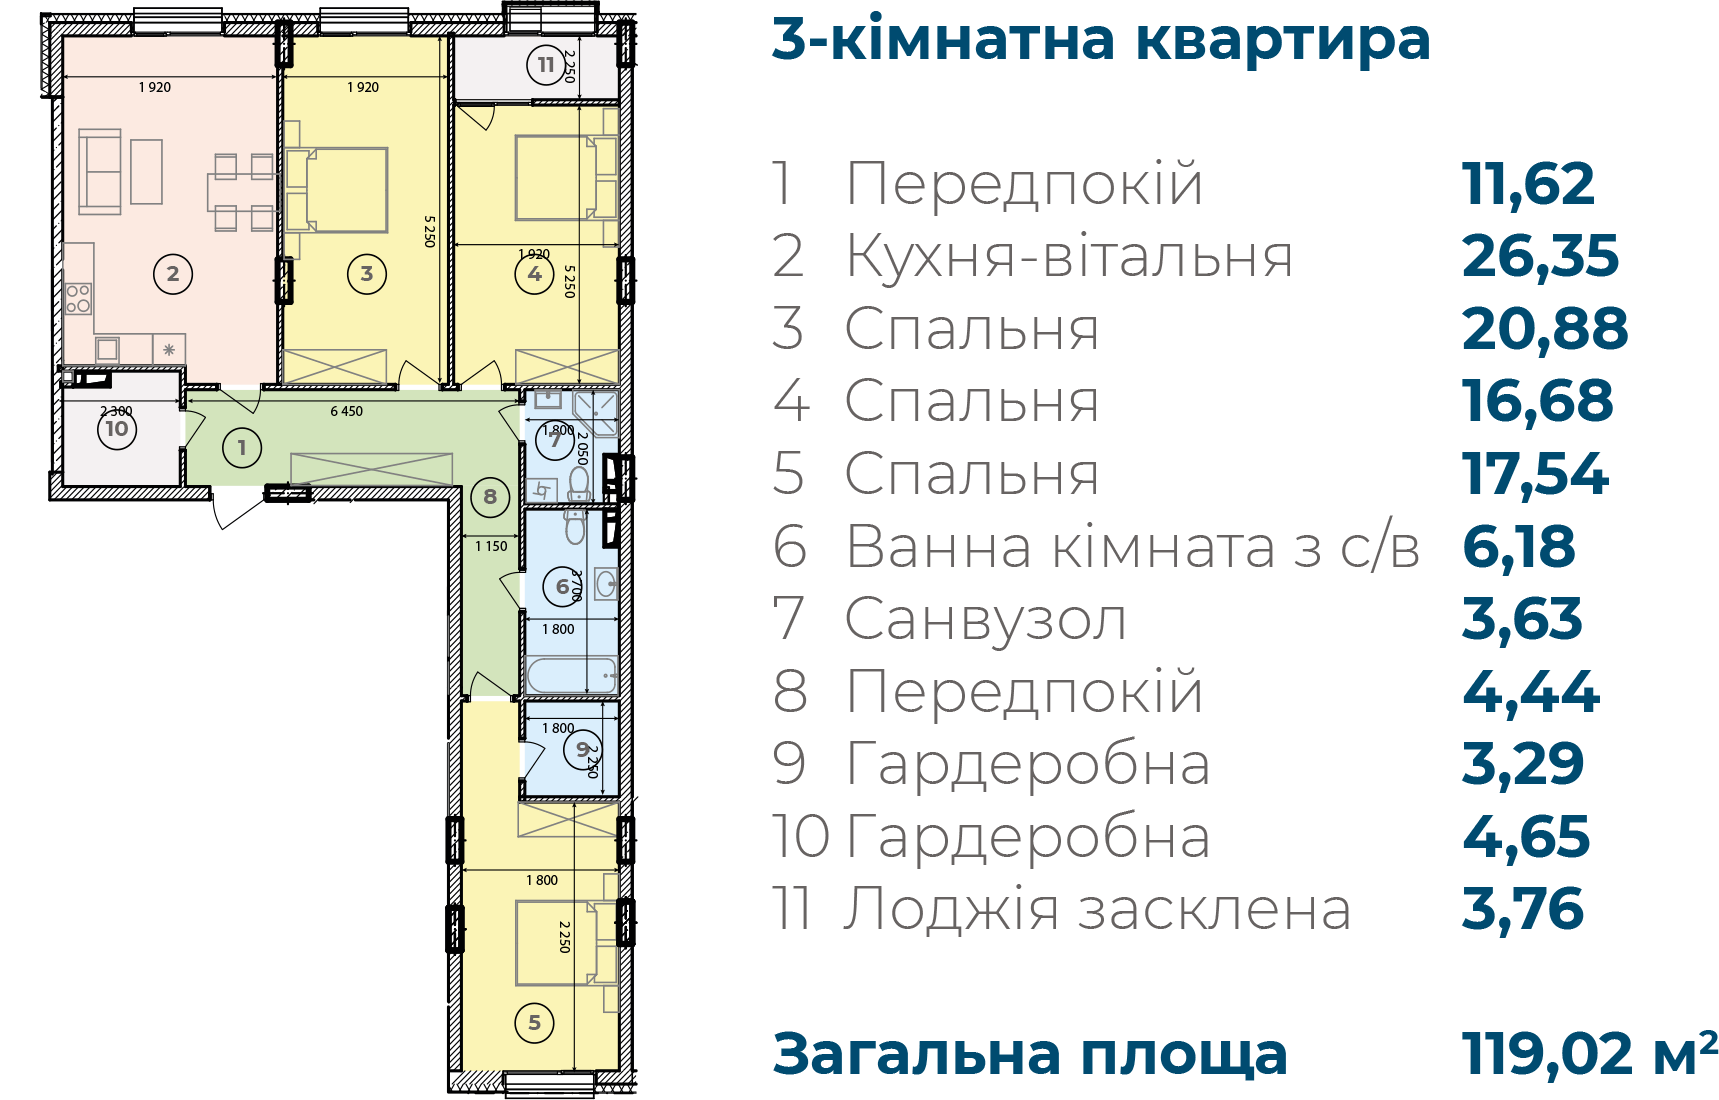 3-кімнатна квартира
1 Передпокій 11,62
2 Кухня-вітальня 26,35
3 Спальня 20,88
4 Спальня 16,68
5 Спальня 17,54
6 Ванна кімната з с/в 6,18
7 Санвузол 3,63
8 Передпокій 4,44
9 Гардеробна 3,29
10 Гардеробна 4,65
11 Лоджія засклена 3,76
Загальна площа 119,02 м²
11
2 250
1 920
1 920
5 250
1 920
2
3
4
5 250
2 300
10
6 450
1
1 800
7
2 050
8
1 150
6
3 700
1 800
1 800
9
2 250
1 800
2 250
5